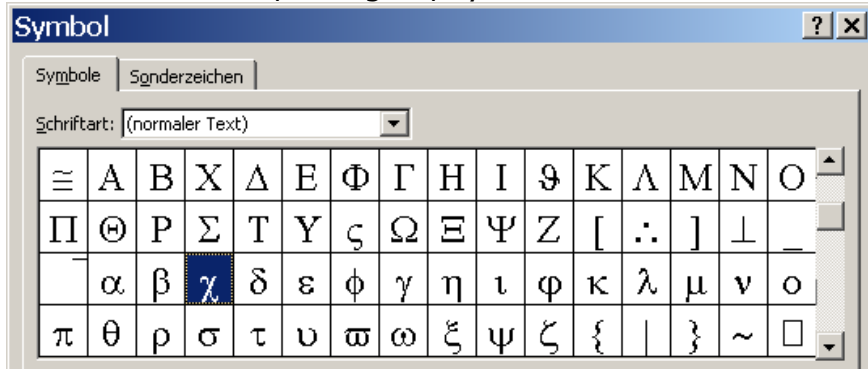 Symbol
Symbole Sonderzeichen
Schriftart: (normaler Text)
≅ Α Β Χ Δ Ε Φ Γ Η Ι ϑ Κ Λ Μ Ν Ο
Π Θ Ρ Σ Τ Υ ς Ω Ξ Ψ Ζ [ ∴ ] ⊥ _
‾ α β χ δ ε φ γ η ι ϕ κ λ μ ν ο
π θ ρ σ τ υ ϖ ω ξ ψ ζ { | } ~ □